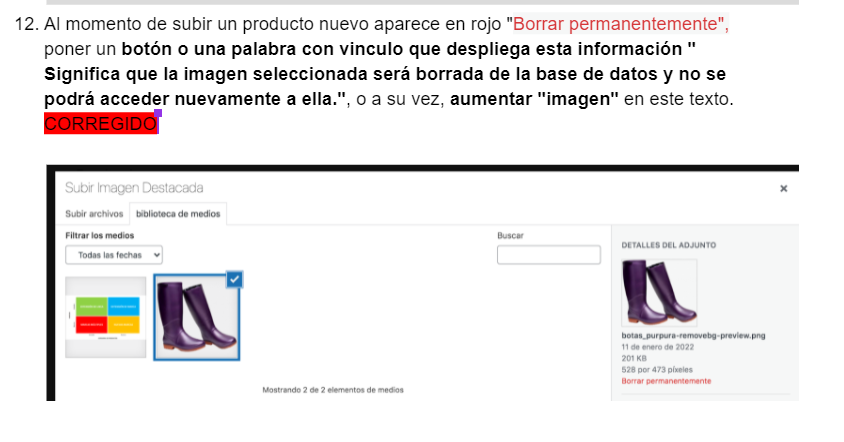 12. Al momento de subir un producto nuevo aparece en rojo "Borrar permanentemente",
poner un botón o una palabra con vinculo que despliega esta información "
Significa que la imagen seleccionada será borrada de la base de datos y no se
podrá acceder nuevamente a ella.", o a su vez, aumentar "imagen" en este texto.
CORREGIDO
Subir Imagen Destacada
×
Subir archivos
biblioteca de medios
Filtrar los medios
Todas las fechas
Buscar
Mostrando 2 de 2 elementos de medios
DETALLES DEL ADJUNTO
botas_purpura-removebg-preview.png
11 de enero de 2022
201 KB
528 por 473 píxeles
Borrar permanentemente